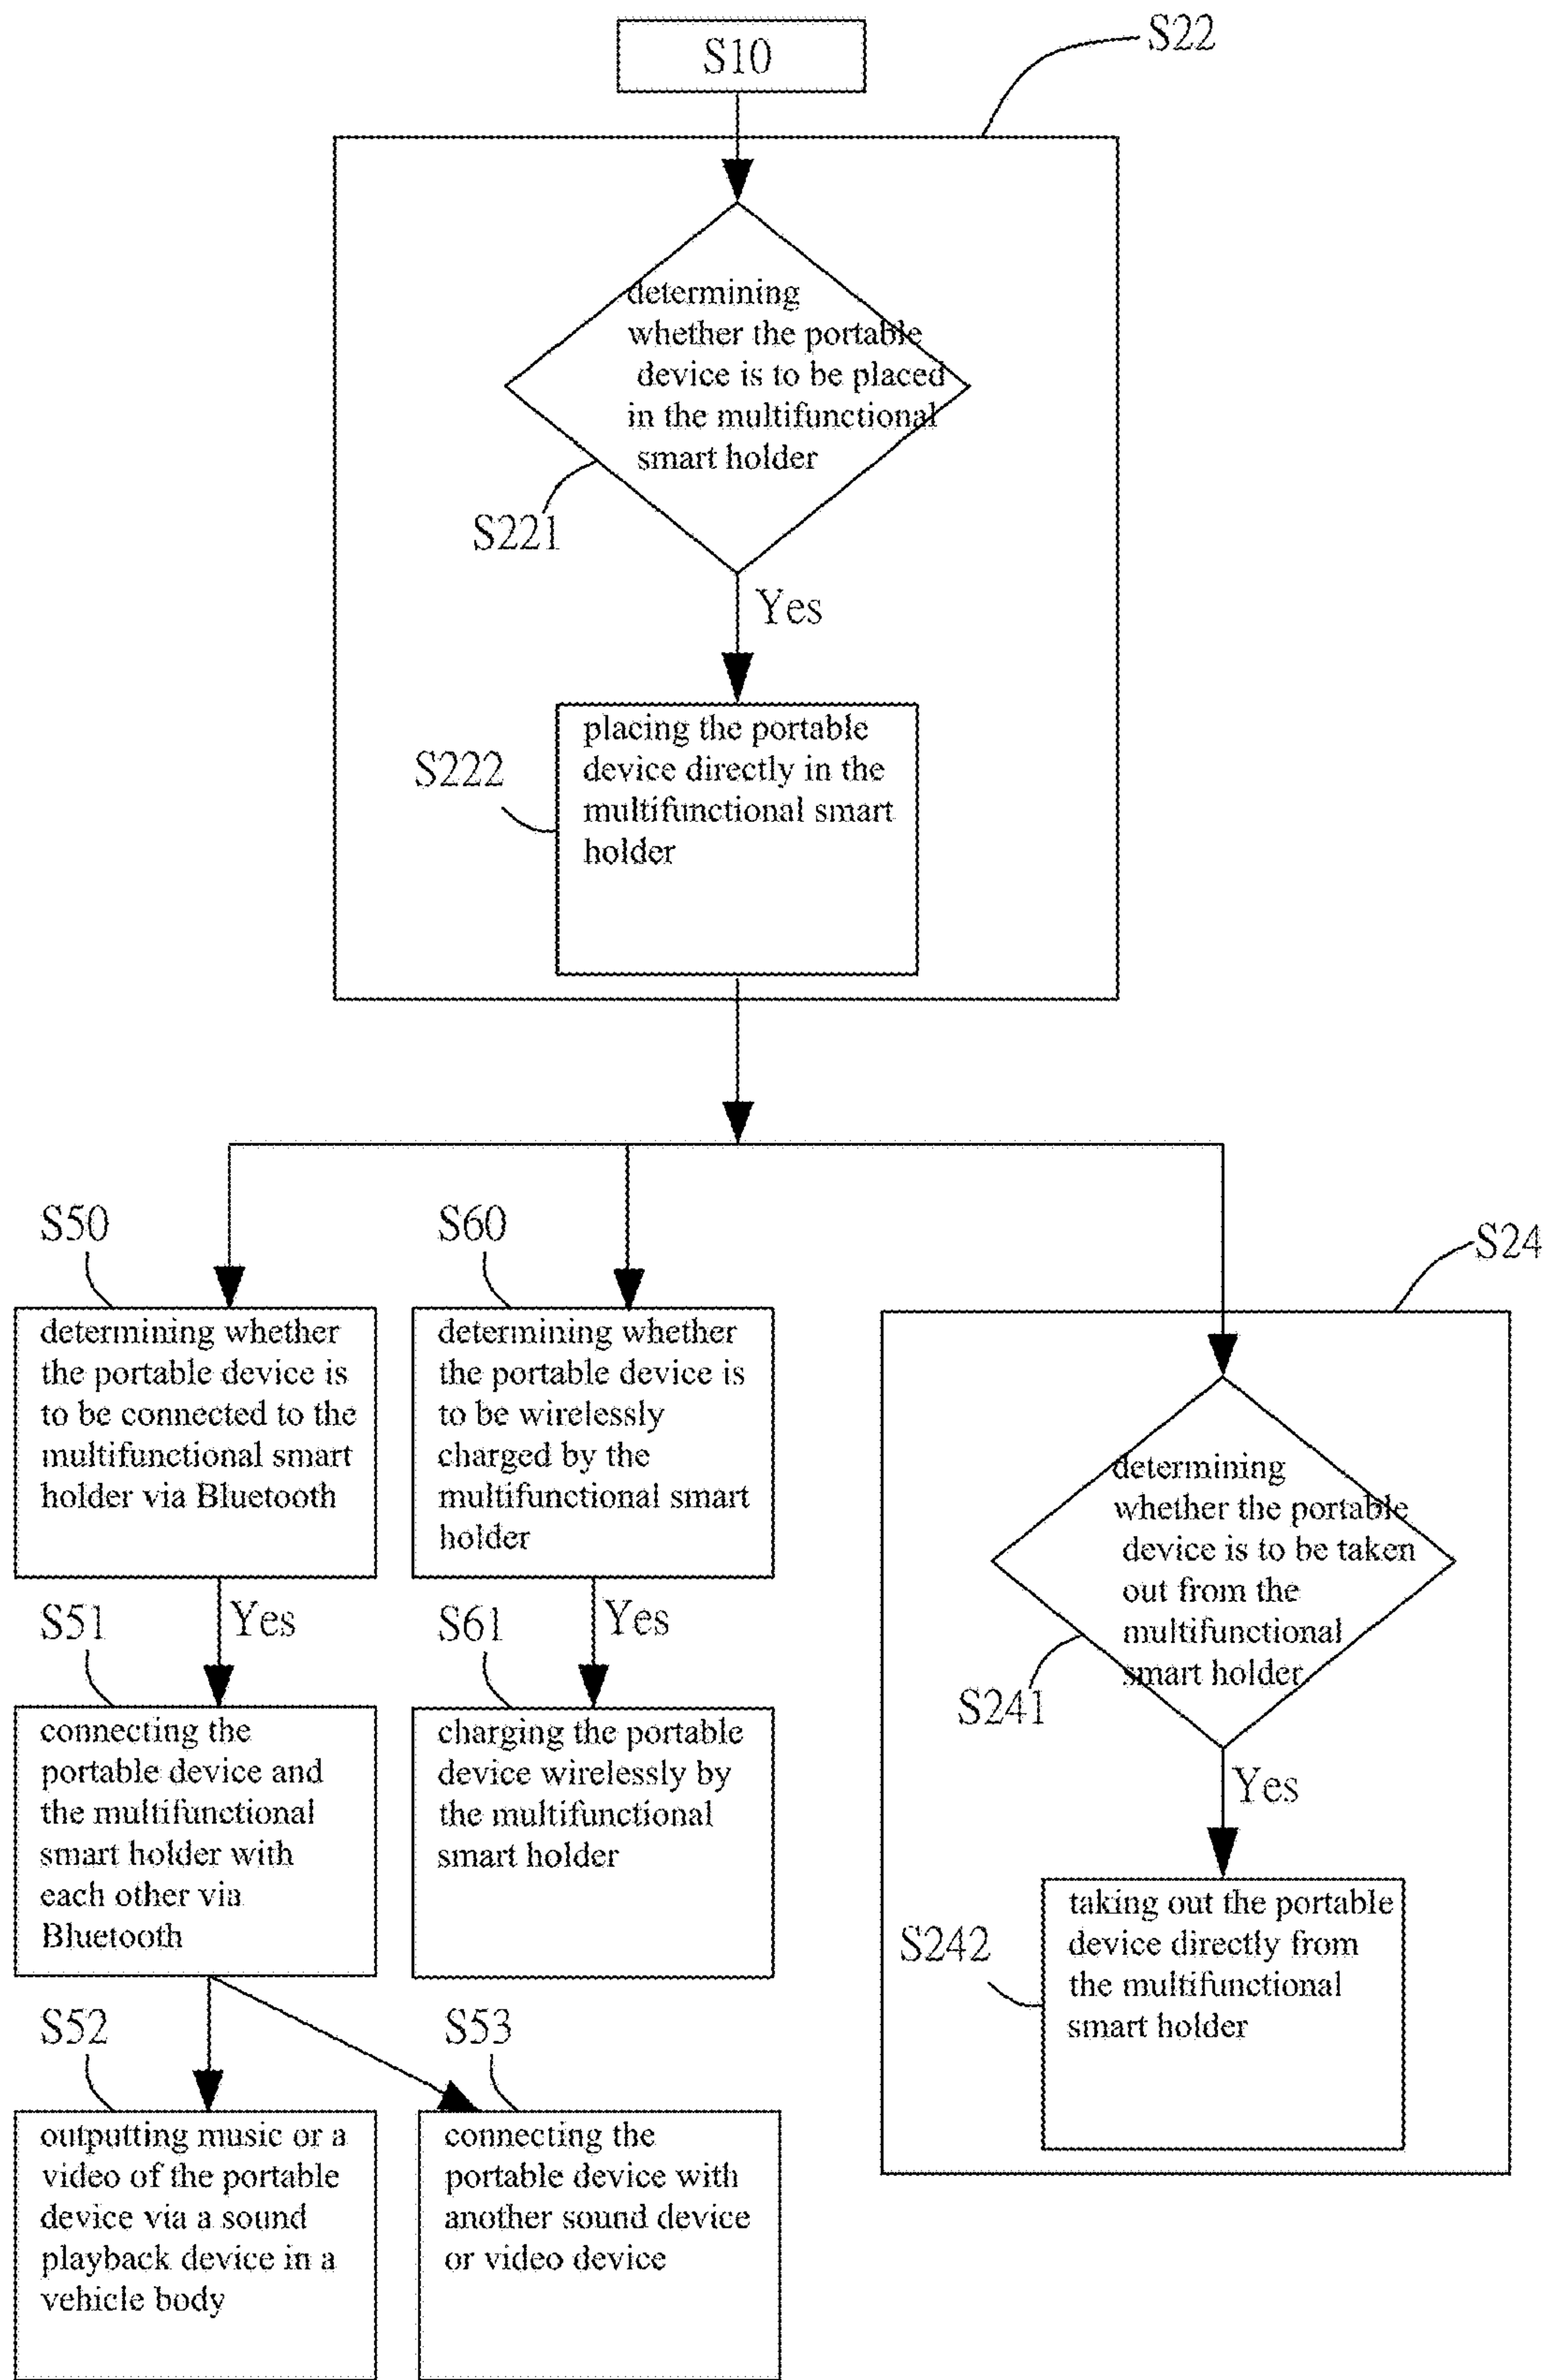 S10
S22
determining
whether the portable
device is to be placed
in the multifunctional
smart holder
S221
Yes
placing the portable
device directly in the
multifunctional smart
holder
S222
S50
S60
S24
determining whether
the portable device is
to be connected to the
multifunctional smart
holder via Bluetooth
determining whether
the portable device is
to be wirelessly
charged by the
multifunctional smart
holder
determining
whether the portable
device is to be taken
out from the
multifunctional
smart holder
S241
S51
Yes
S61
Yes
Yes
connecting the
portable device and
the multifunctional
smart holder with
each other via
Bluetooth
charging the portable
device wirelessly by
the multifunctional
smart holder
S242
taking out the portable
device directly from
the multifunctional
smart holder
S52
S53
outputting music or a
video of the portable
device via a sound
playback device in a
vehicle body
connecting the
portable device with
another sound device
or video device